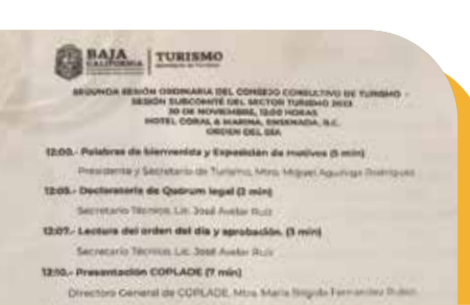 BAJA CALIFORNIA
TURISMO
SEGUNDA SESIÓN ORDINARIA DEL CONSEJO CONSULTIVO DE TURISMO -
SESIÓN SUBCOMITÉ DEL SECTOR TURISMO 2023
30 DE NOVIEMBRE, 12:00 HORAS
HOTEL CORAL & MARINA, ENSENADA, B.C.
ORDEN DEL DÍA
12:00.- Palabras de bienvenida y Exposición de motivos (5 min)
Presidente y Secretario de Turismo, Mtro. Miguel Aguíñiga Rodríguez
12:05.- Declaratoria de Quórum legal (2 min)
Secretario Técnico, Lic. José Avelar Ruiz
12:07.- Lectura del orden del día y aprobación. (3 min)
Secretario Técnico, Lic. José Avelar Ruiz
12:10.- Presentación COPLADE (7 min)
Directora General de COPLADE, Mtra. María Brígida Fernández Rubio.